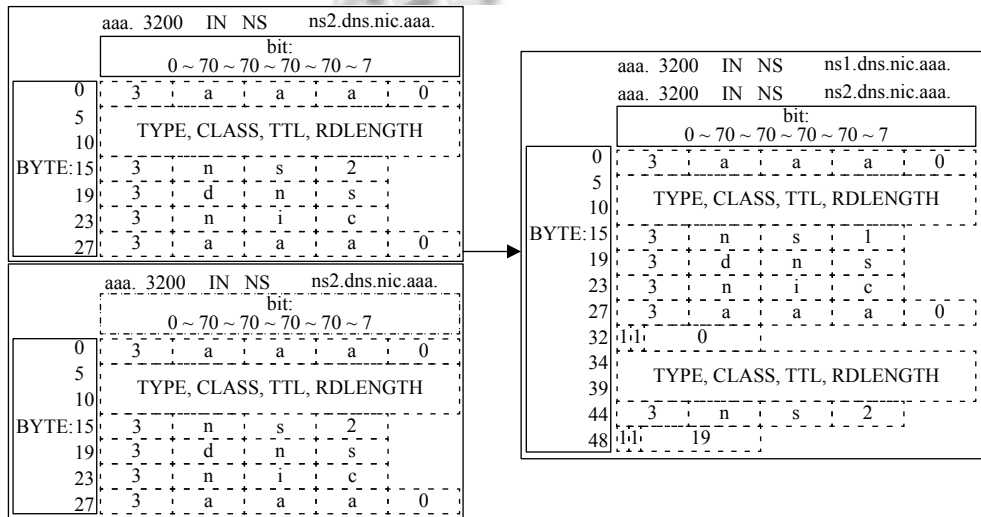 aaa. 3200 IN NS ns2.dns.nic.aaa.
bit:
0 ~ 70 ~ 70 ~ 70 ~ 70 ~ 7
0 3 a a a 0
5
TYPE, CLASS, TTL, RDLENGTH
10
BYTE: 15 3 n s 2
19 3 d n s
23 3 n i c
27 3 a a a 0
aaa. 3200 IN NS ns2.dns.nic.aaa.
bit:
0 ~ 70 ~ 70 ~ 70 ~ 70 ~ 7
0 3 a a a 0
5
TYPE, CLASS, TTL, RDLENGTH
10
BYTE: 15 3 n s 2
19 3 d n s
23 3 n i c
27 3 a a a 0
aaa. 3200 IN NS ns1.dns.nic.aaa.
aaa. 3200 IN NS ns2.dns.nic.aaa.
bit:
0 ~ 70 ~ 70 ~ 70 ~ 70 ~ 7
0 3 a a a 0
5
TYPE, CLASS, TTL, RDLENGTH
10
BYTE: 15 3 n s 1
19 3 d n s
23 3 n i c
27 3 a a a 0
32 1 1 0
34
TYPE, CLASS, TTL, RDLENGTH
39
44 3 n s 2
48 1 1 19